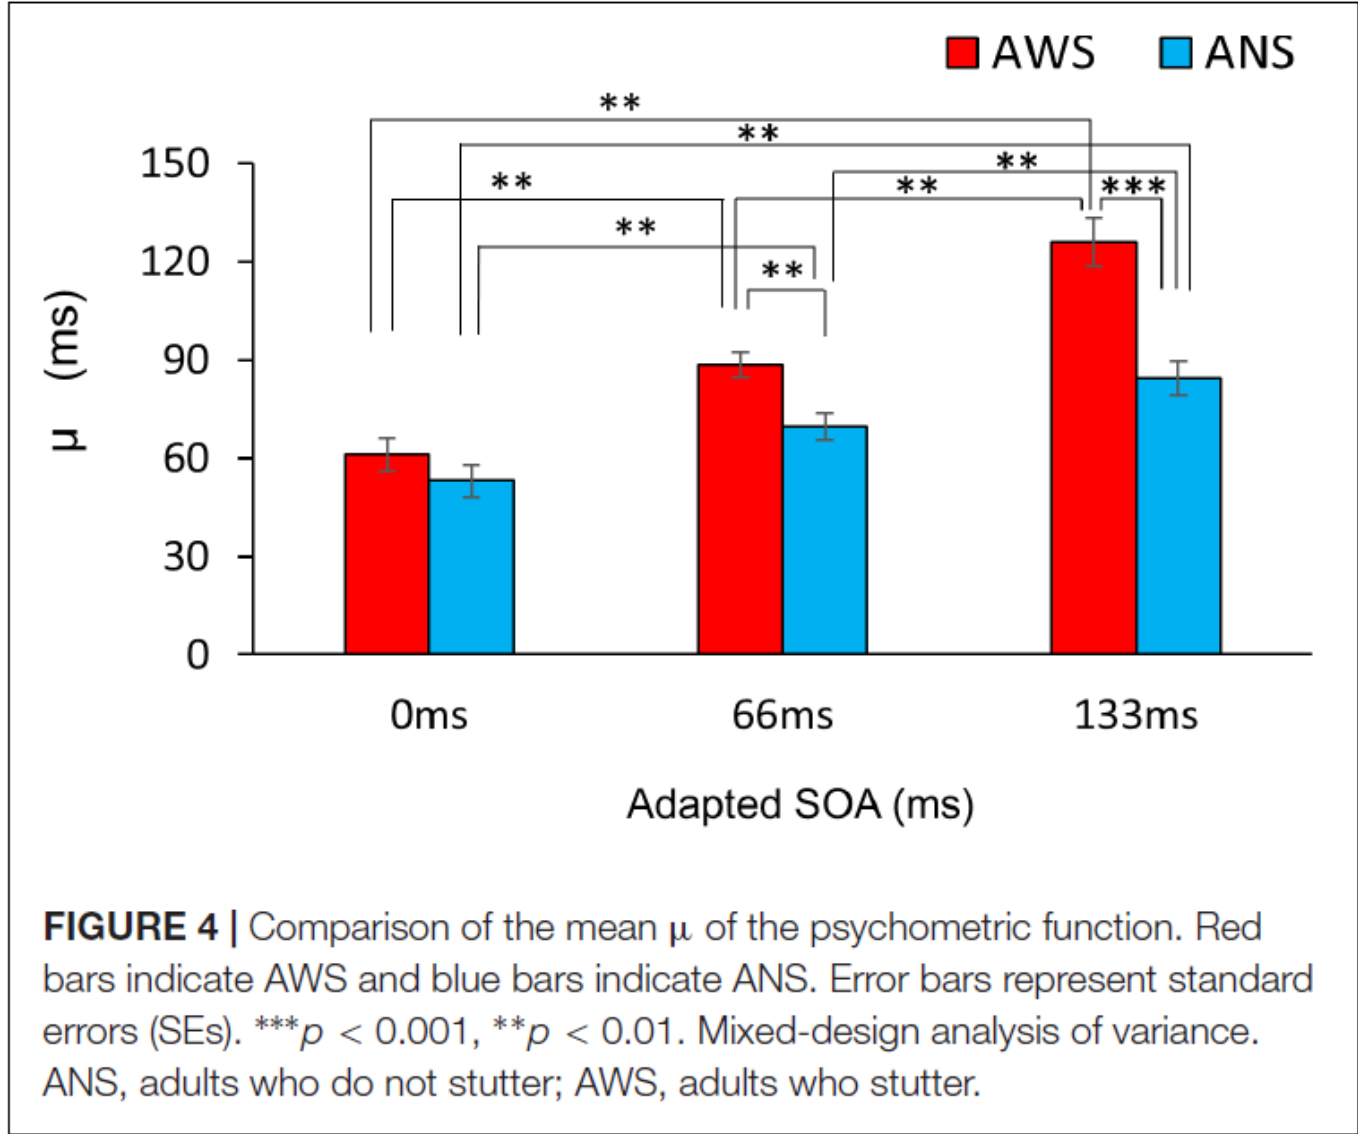 AWS ANS
**
**
**
**
**
**
***
**
**
150
120
90
60
30
0
μ (ms)
0ms 66ms 133ms
Adapted SOA (ms)
FIGURE 4 | Comparison of the mean μ of the psychometric function. Red
bars indicate AWS and blue bars indicate ANS. Error bars represent standard
errors (SEs). ***p < 0.001, **p < 0.01. Mixed-design analysis of variance.
ANS, adults who do not stutter; AWS, adults who stutter.